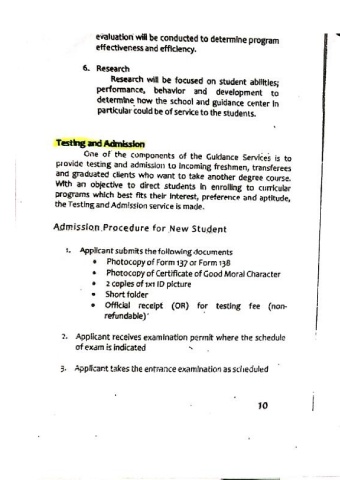 evaluation will be conducted to determine program
effectiveness and efficiency.
6. Research
Research will be focused on student abilities;
performance, behavior and development to
determine how the school and guidance center in
particular could be of service to the students.
Testing and Admission
One of the components of the Guidance Services is to
provide testing and admission to incoming freshmen, transferees
and graduated clients who want to take another degree course.
With an objective to direct students in enrolling to curricular
programs which best fits their interest, preference and aptitude,
the Testing and Admission service is made.
Admission Procedure for New Student
1. Applicant submits the following documents
• Photocopy of Form 137 or Form 138
• Photocopy of Certificate of Good Moral Character
• 2 copies of 1x1 ID picture
• Short folder
• Official receipt (OR) for testing fee (non-
refundable)
2. Applicant receives examination permit where the schedule
of exam is indicated
3. Applicant takes the entrance examination as scheduled
10